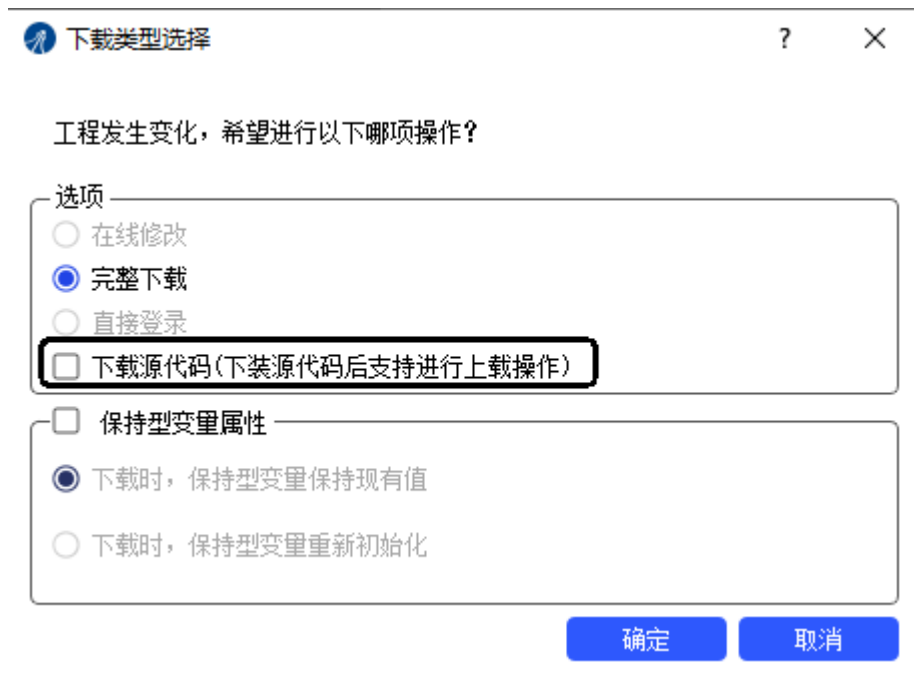 下载类型选择
?
工程发生变化，希望进行以下哪项操作？
选项
在线修改
完整下载
直接登录
下载源代码(下装源代码后支持进行上载操作)
保持型变量属性
下载时，保持型变量保持现有值
下载时，保持型变量重新初始化
确定
取消